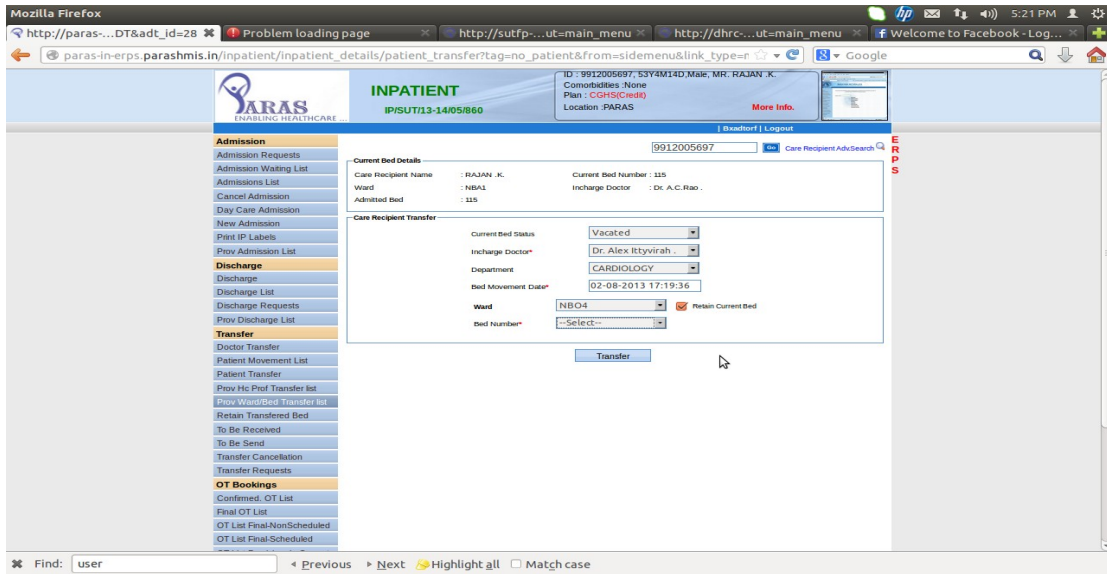 Mozilla Firefox
5:21 PM
http://paras-...DT&adt_id=28
Problem loading page
http://sutfp-...ut=main_menu
http://dhrc-...ut=main_menu
Welcome to Facebook - Log...
paras-in-erps.parashmis.in/inpatient/inpatient_details/patient_transfer?tag=no_patient&from=sidemenu&link_type=r
Google
PARAS
ENABLING HEALTHCARE ...
INPATIENT
IP/SUT/13-14/05/860
ID : 9912005697, 53Y4M14D,Male, MR. RAJAN .K.
Comorbidities :None
Plan : CGHS(Credit)
Location :PARAS
More Info.
| Bxadtorf | Logout
ERPS
9912005697
Go
Care Recipient Adv.Search
Current Bed Details
Care Recipient Name : RAJAN .K. Current Bed Number : 115
Ward : NBA1 Incharge Doctor : Dr. A.C.Rao .
Admitted Bed : 115
Care Recipient Transfer
Current Bed Status Vacated
Incharge Doctor* Dr. Alex Ittyvirah .
Department CARDIOLOGY
Bed Movement Date* 02-08-2013 17:19:36
Ward NBO4 Retain Current Bed
Bed Number* --Select--
Transfer
Admission
Admission Requests
Admission Waiting List
Admissions List
Cancel Admission
Day Care Admission
New Admission
Print IP Labels
Prov Admission List
Discharge
Discharge
Discharge List
Discharge Requests
Prov Discharge List
Transfer
Doctor Transfer
Patient Movement List
Patient Transfer
Prov Hc Prof Transfer list
Prov Ward/Bed Transfer list
Retain Transfered Bed
To Be Received
To Be Send
Transfer Cancellation
Transfer Requests
OT Bookings
Confirmed. OT List
Final OT List
OT List Final-NonScheduled
OT List Final-Scheduled
Find: user Previous Next Highlight all Match case